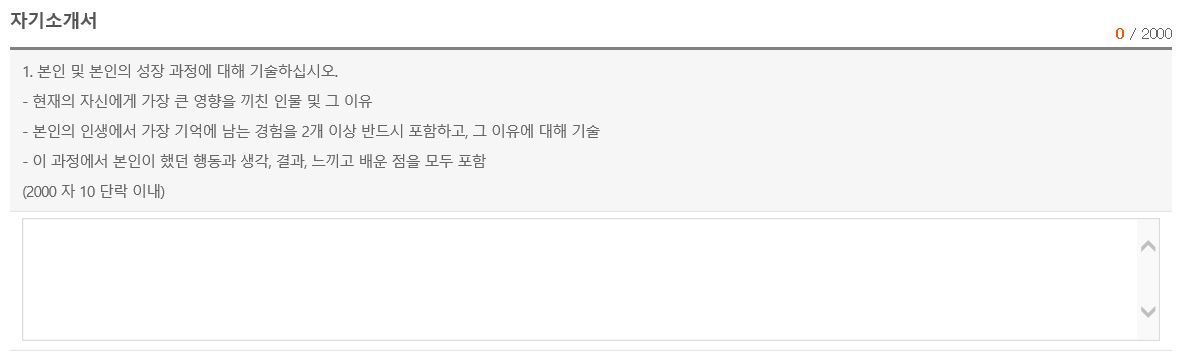 자기소개서
0 / 2000
1. 본인 및 본인의 성장 과정에 대해 기술하십시오.
- 현재의 자신에게 가장 큰 영향을 끼친 인물 및 그 이유
- 본인의 인생에서 가장 기억에 남는 경험을 2개 이상 반드시 포함하고, 그 이유에 대해 기술
- 이 과정에서 본인이 했던 행동과 생각, 결과, 느끼고 배운 점을 모두 포함
(2000 자 10 단락 이내)